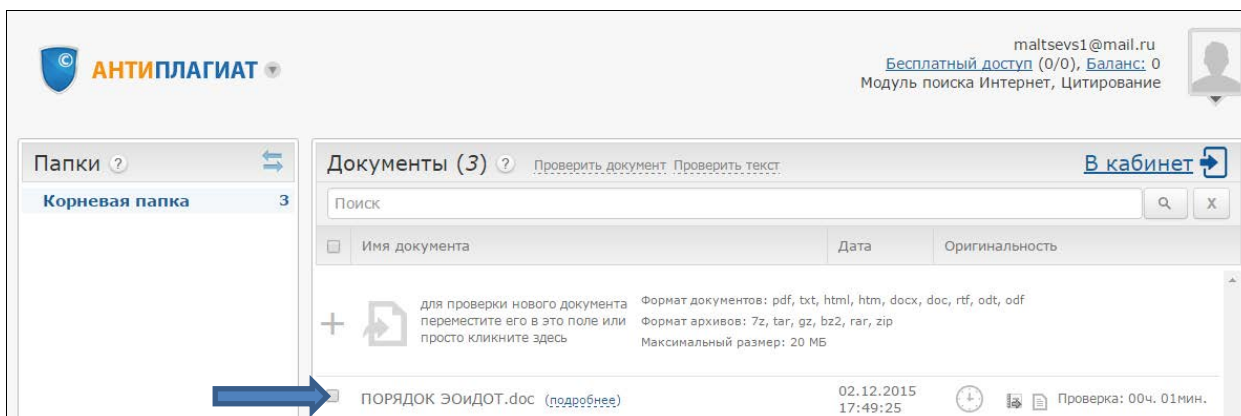 ©
АНТИПЛАГИАТ
maltsevs1@mail.ru
Бесплатный доступ (0/0), Баланс: 0
Модуль поиска Интернет, Цитирование
Папки ?
Корневая папка 3
Документы (3) ? Проверить документ Проверить текст В кабинет
Поиск X
Имя документа Дата Оригинальность
для проверки нового документа
переместите его в это поле или
просто кликните здесь
Формат документов: pdf, txt, html, htm, docx, doc, rtf, odt, odf
Формат архивов: 7z, tar, gz, bz2, rar, zip
Максимальный размер: 20 МБ
ПОРЯДОК ЭОиДОТ.doc (подробнее)
02.12.2015
17:49:25
Проверка: 00ч. 01мин.